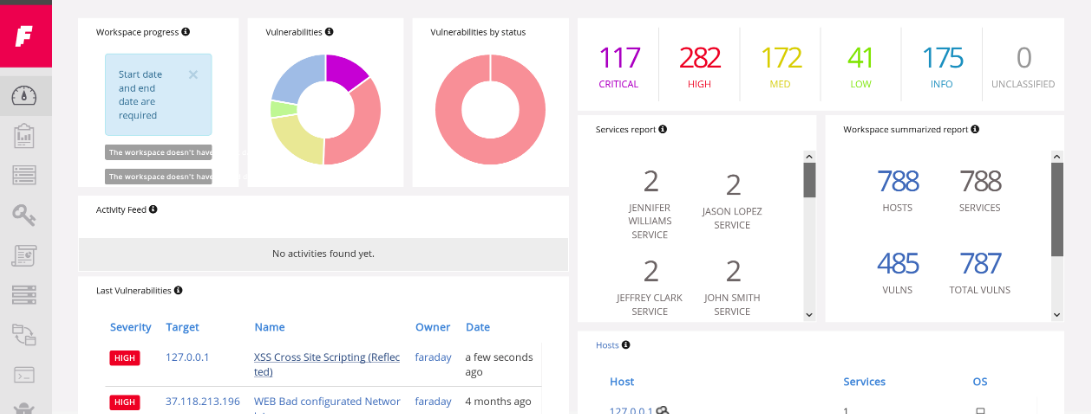 Workspace progress
Start date
and end
date are
required
×
The workspace doesn't have
The workspace doesn't have
Vulnerabilities
Vulnerabilities by status
117
CRITICAL
282
HIGH
172
MED
41
LOW
175
INFO
0
UNCLASSIFIED
Services report
2
JENNIFER
WILLIAMS
SERVICE
2
JASON LOPEZ
SERVICE
2
JEFFREY CLARK
SERVICE
2
JOHN SMITH
SERVICE
Workspace summarized report
788
HOSTS
788
SERVICES
485
VULNS
787
TOTAL VULNS
Activity Feed
No activities found yet.
Last Vulnerabilities
Severity Target Name Owner Date
HIGH 127.0.0.1 XSS Cross Site Scripting (Reflec faraday a few seconds
ted) ago
HIGH 37.118.213.196 WEB Bad configurated Networ faraday 4 months ago
Hosts
Host Services OS
127.0.0.1 1